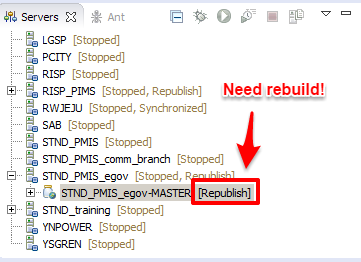 Servers Ant
LGSP [Stopped]
PCITY [Stopped]
RISP [Stopped]
RISP_PIMS [Stopped, Republish]
RWJEJU [Stopped, Synchronized]
SAB [Stopped]
STND_PMIS [Stopped]
STND_PMIS_comm_branch [Stopped]
STND_PMIS_egov [Stopped, Republish]
STND_PMIS_egov-MASTER [Republish]
STND_training [Stopped]
YNPOWER [Stopped]
YSGREN [Stopped]
Need rebuild!